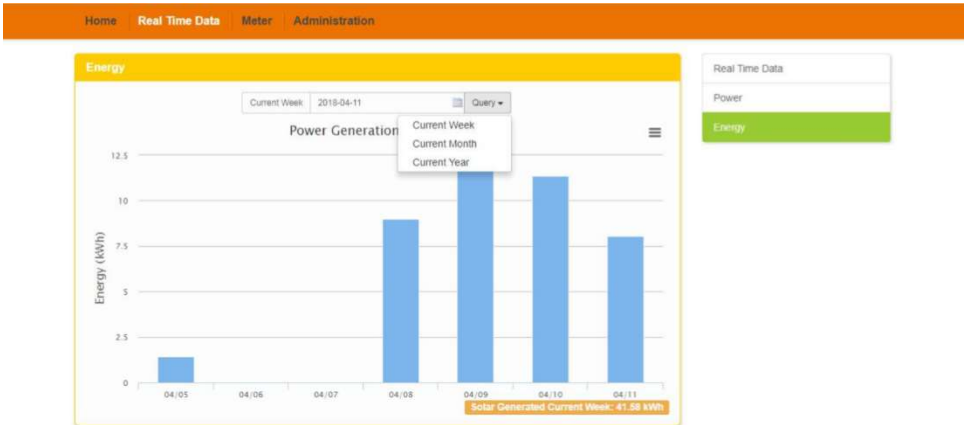 Home Real Time Data Meter Administration
Energy
Current Week 2018-04-11 Query
Current Week
Current Month
Current Year
Power Generation
Energy (kWh)
12.5
10
7.5
5
2.5
0
04/05 04/06 04/07 04/08 04/09 04/10 04/11
Solar Generated Current Week: 41.58 kWh
Real Time Data
Power
Energy